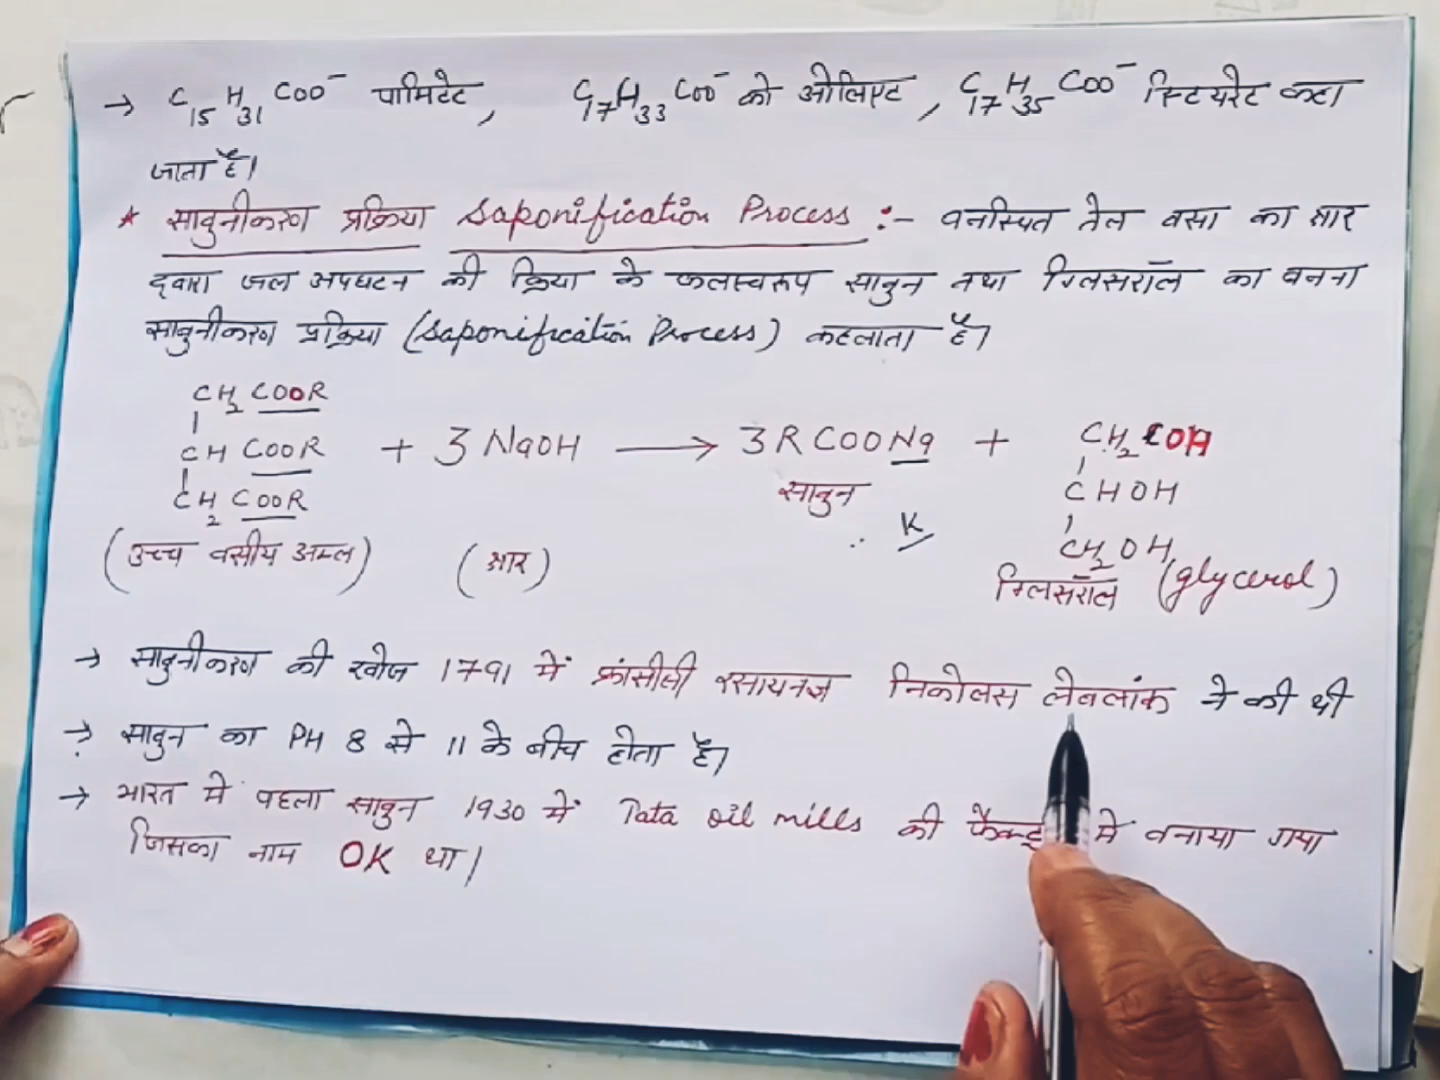 → C₁₅H₃₁COO⁻ पामिटेट, C₁₇H₃₃COO⁻ को ओलिएट, C₁₇H₃₅COO⁻ स्टियरेट कहा
जाता है।
* साबुनीकरण प्रक्रिया Saponification Process :- वनस्पित तेल वसा का क्षार
द्वारा जल अपघटन की क्रिया के फलस्वरूप साबुन तथा ग्लिसरॉल का बनना
साबुनीकरण प्रक्रिया (Saponification Process) कहलाता है।
CH₂COOR
CHCOOR + 3NaOH → 3RCOONa + CH₂COH
CH₂COOR साबुन CHOH
K CH₂OH
(उच्च वसीय अम्ल) (क्षार) ग्लिसरॉल (glycerol)
→ साबुनीकरण की खोज 1791 में फ्रांसीसी रसायनज्ञ निकोलस लेबलांक ने की थी
→ साबुन का PH 8 से 11 के बीच होता है।
→ भारत में पहला साबुन 1930 में Tata oil mills की में बनाया गया
जिसका नाम OK था।